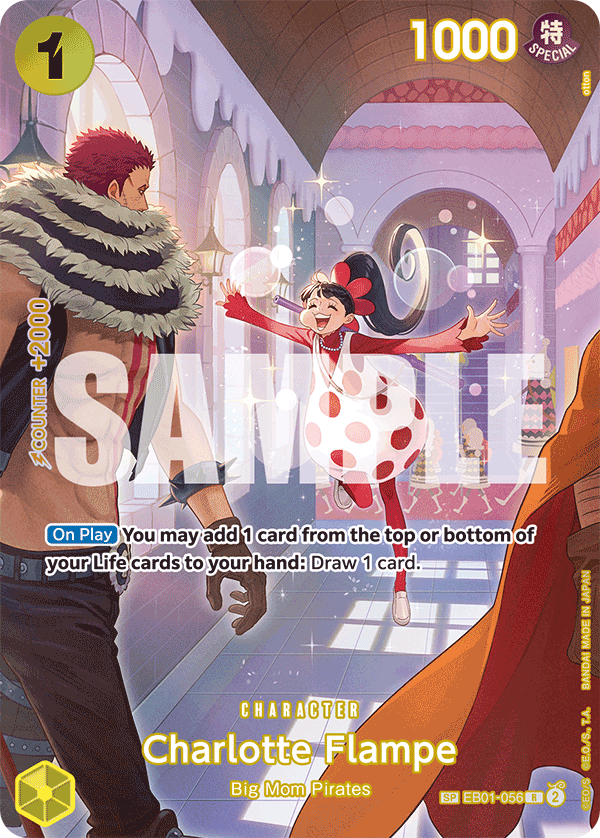 1
1000
特
SPECIAL
otton
COUNTER +2000
SAMPLE
On Play You may add 1 card from the top or bottom of
your Life cards to your hand: Draw 1 card.
CHARACTER
Charlotte Flampe
Big Mom Pirates
SP EB01-056 R 2
©E.O/S ©E.O./S, T.A. BANDAI MADE IN JAPAN